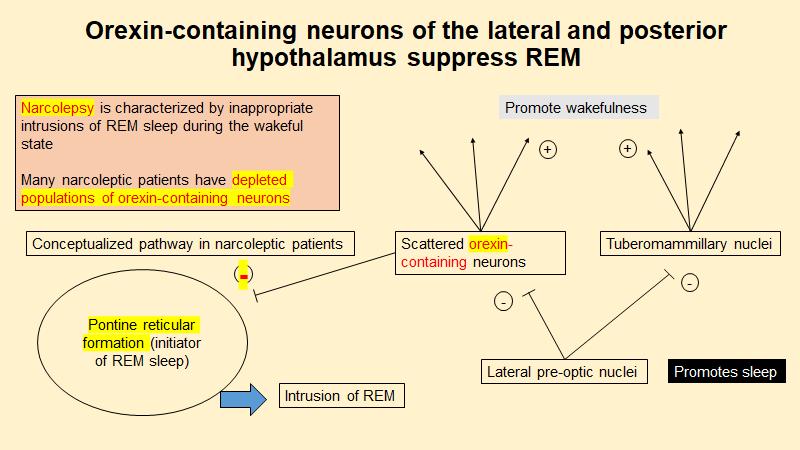 Orexin-containing neurons of the lateral and posterior
hypothalamus suppress REM
Narcolepsy is characterized by inappropriate
intrusions of REM sleep during the wakeful
state
Many narcoleptic patients have depleted
populations of orexin-containing neurons
Promote wakefulness
+
+
Conceptualized pathway in narcoleptic patients
Scattered orexin-
containing neurons
Tuberomammillary nuclei
-
-
-
Pontine reticular
formation (initiator
of REM sleep)
Lateral pre-optic nuclei
Promotes sleep
Intrusion of REM